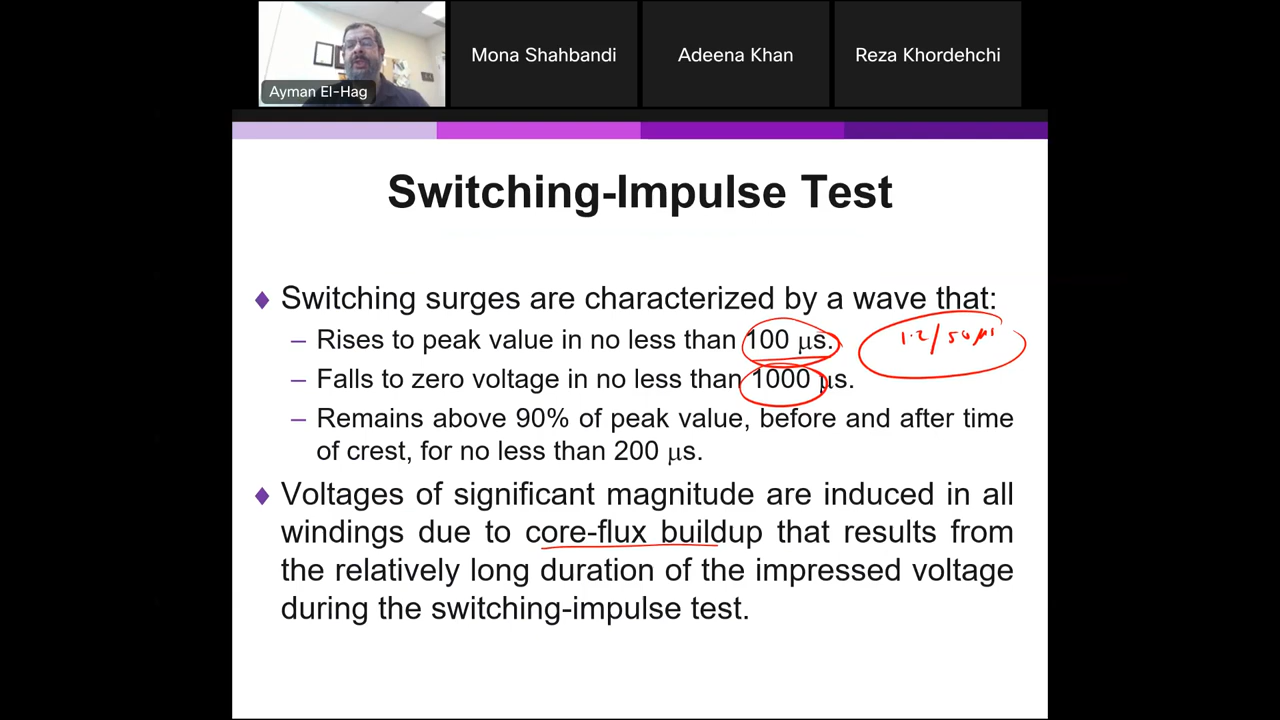 Ayman El-Hag
Mona Shahbandi
Adeena Khan
Reza Khordehchi
Switching-Impulse Test
♦ Switching surges are characterized by a wave that:
– Rises to peak value in no less than 100 μs.
1.2/50 μs
– Falls to zero voltage in no less than 1000 μs.
– Remains above 90% of peak value, before and after time
of crest, for no less than 200 μs.
♦ Voltages of significant magnitude are induced in all
windings due to core-flux buildup that results from
the relatively long duration of the impressed voltage
during the switching-impulse test.